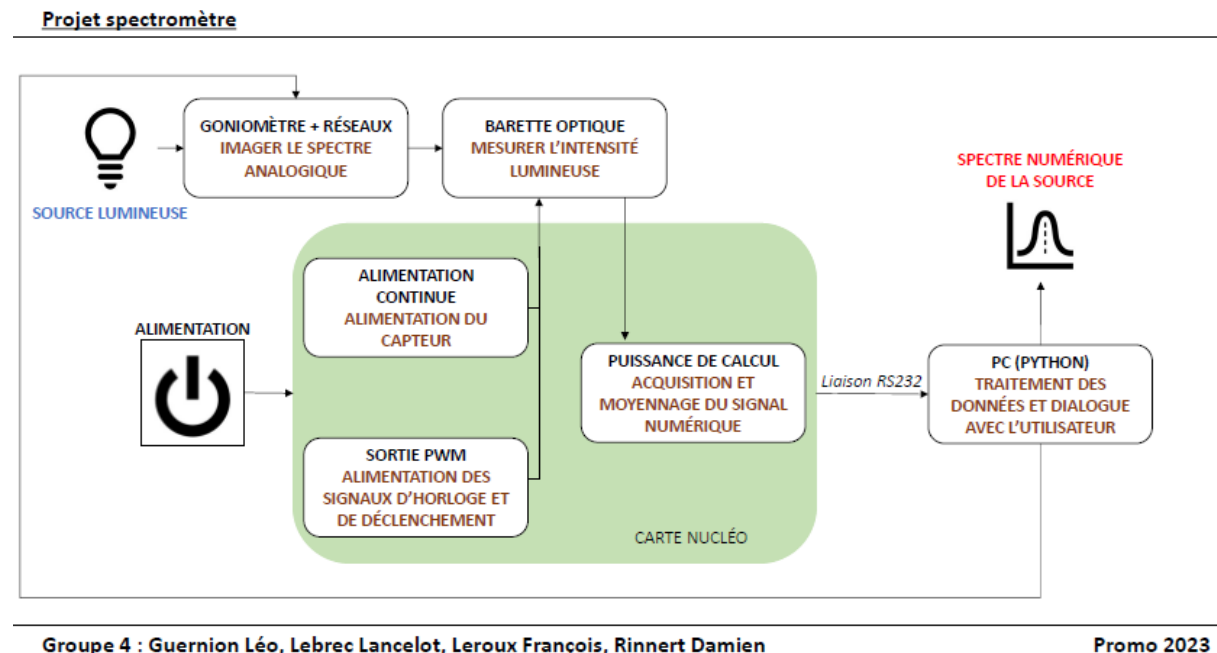 Projet spectromètre
GONIOMÈTRE + RÉSEAUX
IMAGER LE SPECTRE
ANALOGIQUE
BARETTE OPTIQUE
MESURER L'INTENSITÉ
LUMINEUSE
SOURCE LUMINEUSE
SPECTRE NUMÉRIQUE
DE LA SOURCE
ALIMENTATION
CONTINUE
ALIMENTATION DU
CAPTEUR
ALIMENTATION
PUISSANCE DE CALCUL
ACQUISITION ET
MOYENNAGE DU SIGNAL
NUMÉRIQUE
Liaison RS232
PC (PYTHON)
TRAITEMENT DES
DONNÉES ET DIALOGUE
AVEC L'UTILISATEUR
SORTIE PWM
ALIMENTATION DES
SIGNAUX D'HORLOGE ET
DE DÉCLENCHEMENT
CARTE NUCLÉO
Groupe 4 : Guernion Léo, Lebrec Lancelot, Leroux François, Rinnert Damien
Promo 2023